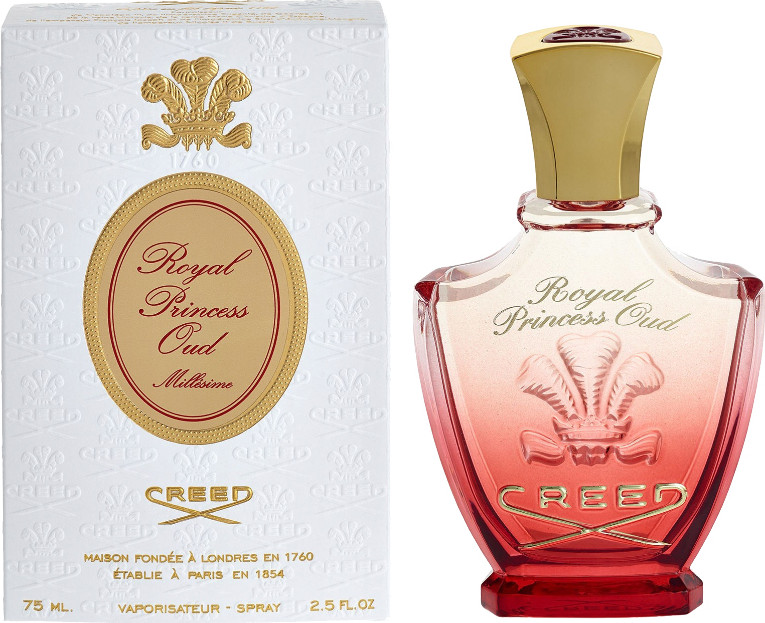 1760
Royal
Princess
Oud
Millésime
CREED
MAISON FONDÉE À LONDRES EN 1760
ÉTABLIE À PARIS EN 1854
75 ML. VAPORISATEUR - SPRAY 2.5 FL.OZ
Royal
Princess Oud
CREED